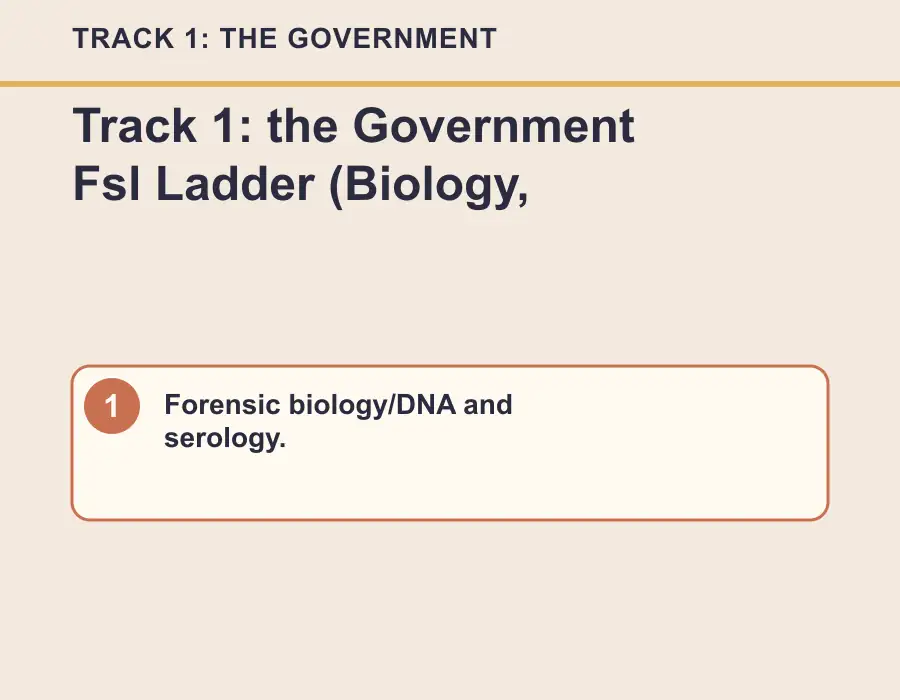 TRACK 1: THE GOVERNMENT
Track 1: the Government
Fsl Ladder (Biology,
1
Forensic biology/DNA and
serology.